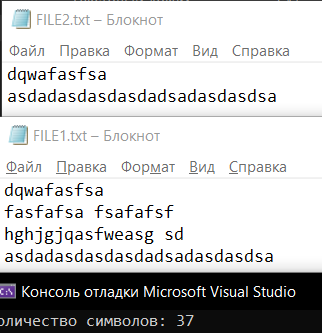 FILE2.txt – Блокнот
Файл Правка Формат Вид Справка
dqwafasfsa
asdadasdasdasdadsadasdasdsa
FILE1.txt – Блокнот
Файл Правка Формат Вид Справка
dqwafasfsa
fasfafsa fsafafsf
hghjgjqasfweasg sd
asdadasdasdasdadsadasdasdsa
Консоль отладки Microsoft Visual Studio
оличество символов: 37